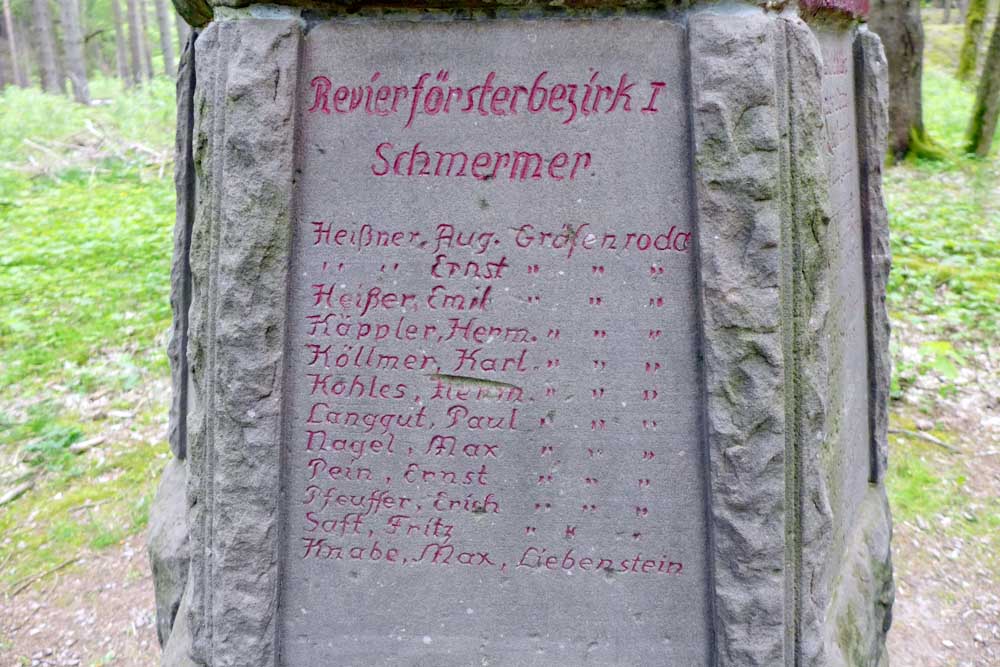 Revierförsterbezirk I
Schmermer
Heißner, Aug. Gräfenroda
" " Ernst " " "
Heißer, Emil " " "
Käppler, Herm. " " "
Köllmer, Karl " " "
Kohles, Herm. " " "
Langgut, Paul " " "
Nagel, Max " " "
Pein, Ernst " " "
Pfeuffer, Erich " " "
Saft, Fritz " " "
Knabe, Max, Liebenstein